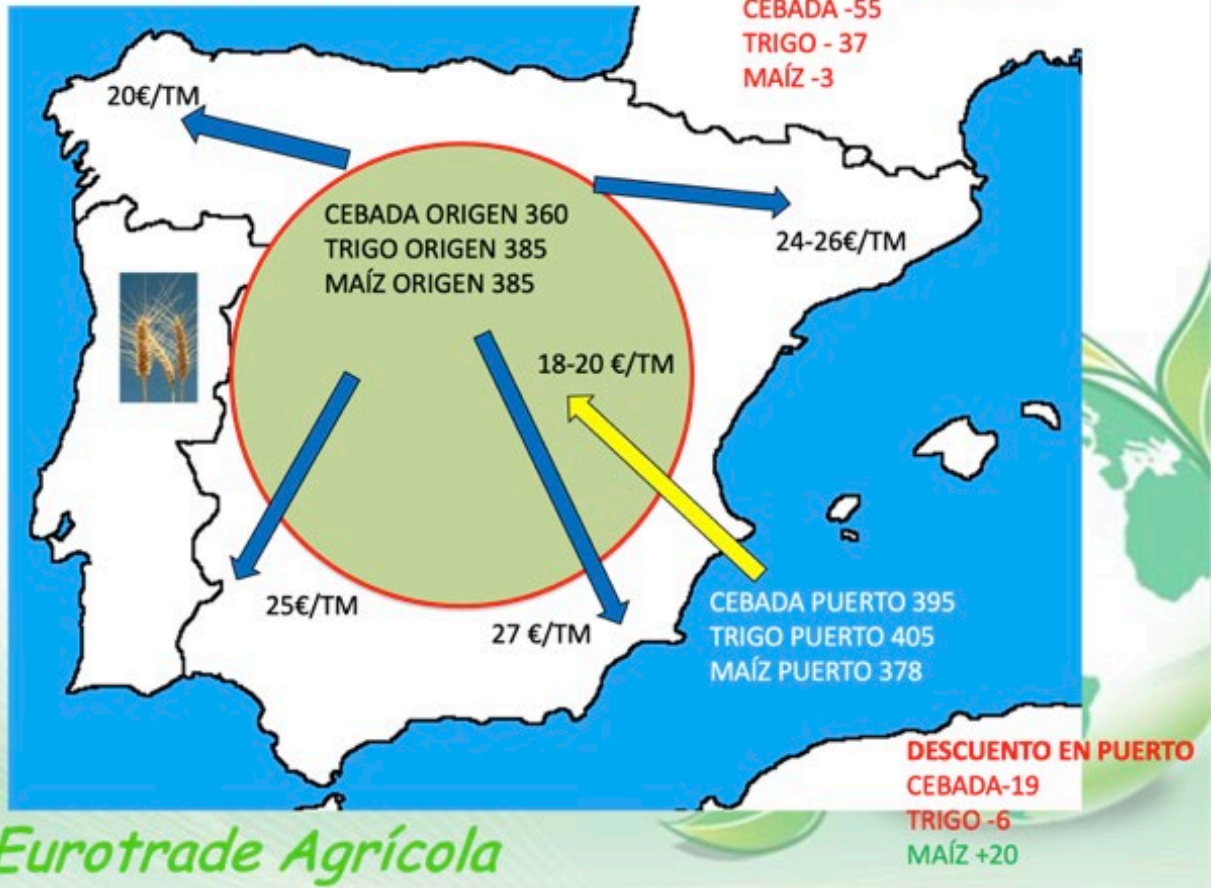 CEBADA -55
TRIGO - 37
MAÍZ -3
20€/TM
CEBADA ORIGEN 360
TRIGO ORIGEN 385
MAÍZ ORIGEN 385
24-26€/TM
18-20 €/TM
25€/TM
27 €/TM
CEBADA PUERTO 395
TRIGO PUERTO 405
MAÍZ PUERTO 378
DESCUENTO EN PUERTO
CEBADA-19
TRIGO -6
MAÍZ +20
Eurotrade Agrícola